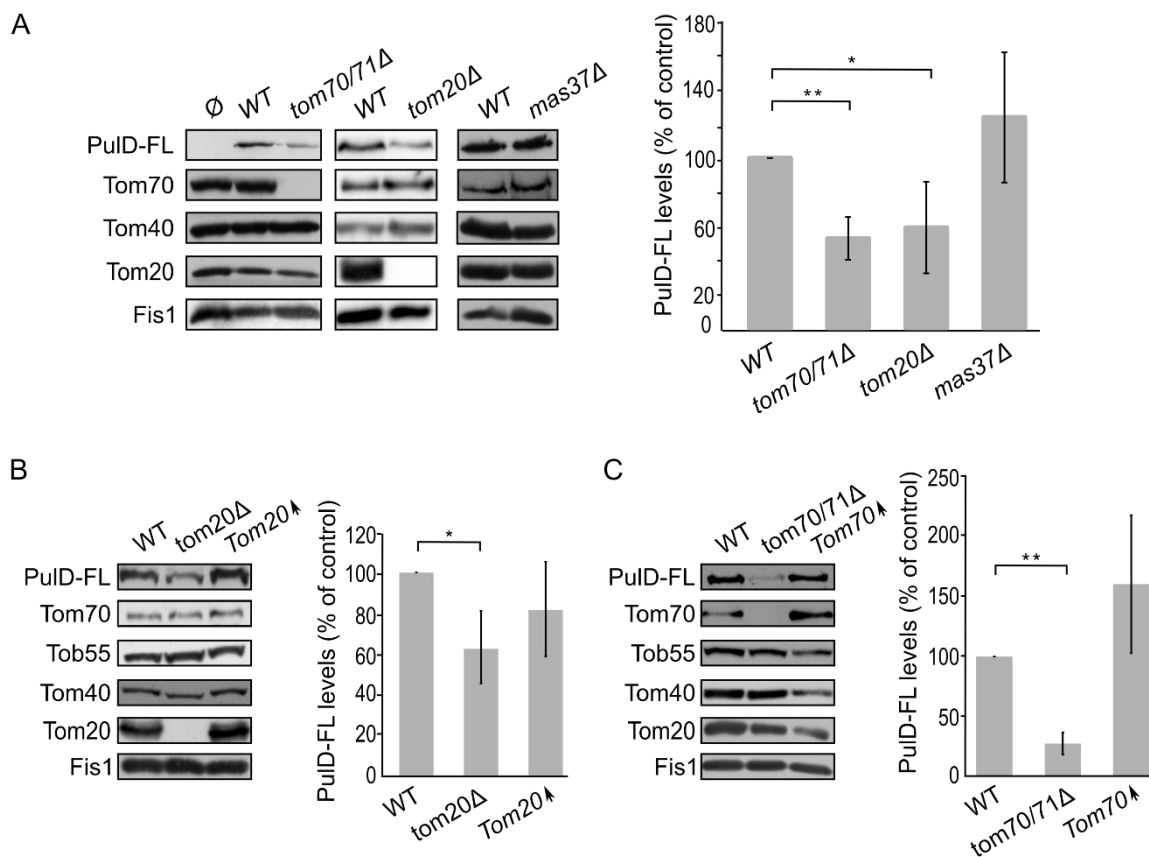 A
Ø WT tom70/71Δ WT tom20Δ WT mas37Δ
PulD-FL
Tom70
Tom40
Tom20
Fis1
PulD-FL levels (% of control)
180
140
100
60
20
0
*
**
WT tom70/71Δ tom20Δ mas37Δ
B
WT tom20Δ Tom20↑
PulD-FL
Tom70
Tob55
Tom40
Tom20
Fis1
PulD-FL levels (% of control)
120
100
80
60
40
20
0
*
WT tom20Δ Tom20↑
C
WT tom70/71Δ Tom70↑
PulD-FL
Tom70
Tob55
Tom40
Tom20
Fis1
PulD-FL levels (% of control)
250
200
150
100
50
0
**
WT tom70/71Δ Tom70↑